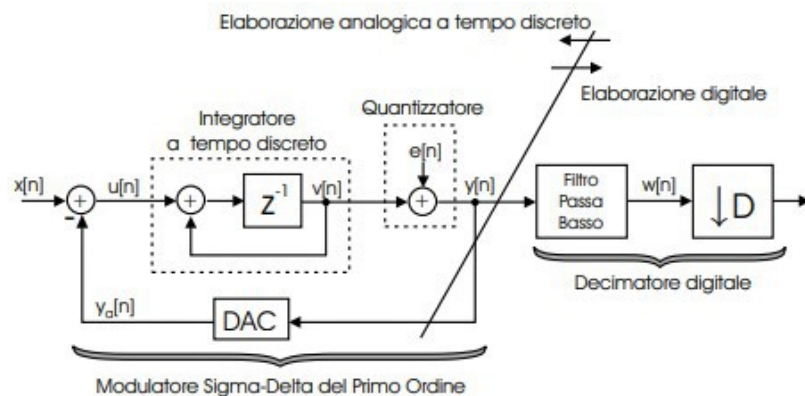 Elaborazione analogica a tempo discreto
Elaborazione digitale
Integratore
a tempo discreto
Quantizzatore
e[n]
x[n]
u[n]
+
-
+
z⁻¹
v[n]
+
y[n]
Filtro
Passa
Basso
w[n]
↓D
yₐ[n]
DAC
Decimatore digitale
Modulatore Sigma-Delta del Primo Ordine